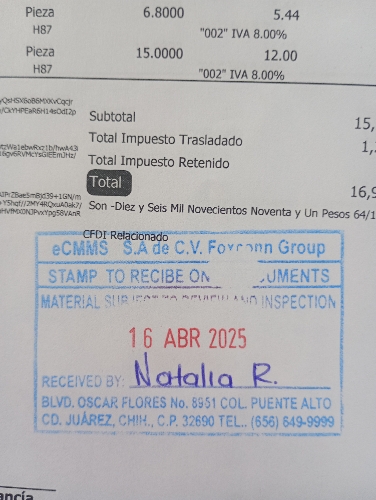 Pieza 6.8000 5.44
H87 "002" IVA 8.00%
Pieza 15.0000 12.00
H87 "002" IVA 8.00%
Subtotal 15,
Total Impuesto Trasladado 1,
Total Impuesto Retenido
Total 16,9
Son -Diez y Seis Mil Novecientos Noventa y Un Pesos 64/1
CFDI Relacionado
eCMMS S.A de C.V. Foxconn Group
STAMP TO RECIBE ON UMENTS
MATERIAL SUBJECT TO REVIEW AND INSPECTION
16 ABR 2025
RECEIVED BY: Natalia R.
BLVD. OSCAR FLORES No. 8951 COL. PUENTE ALTO
CD. JUÁREZ, CHIH., C.P. 32690 TEL.. (656) 649-9999
ancía